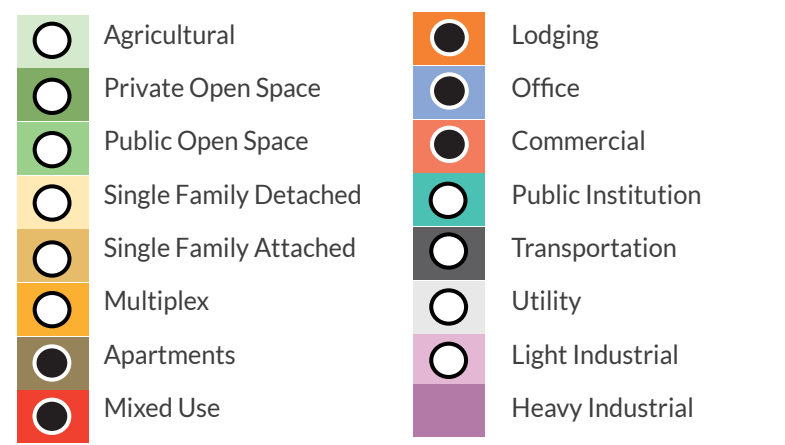 Agricultural
Private Open Space
Public Open Space
Single Family Detached
Single Family Attached
Multiplex
Apartments
Mixed Use
Lodging
Office
Commercial
Public Institution
Transportation
Utility
Light Industrial
Heavy Industrial